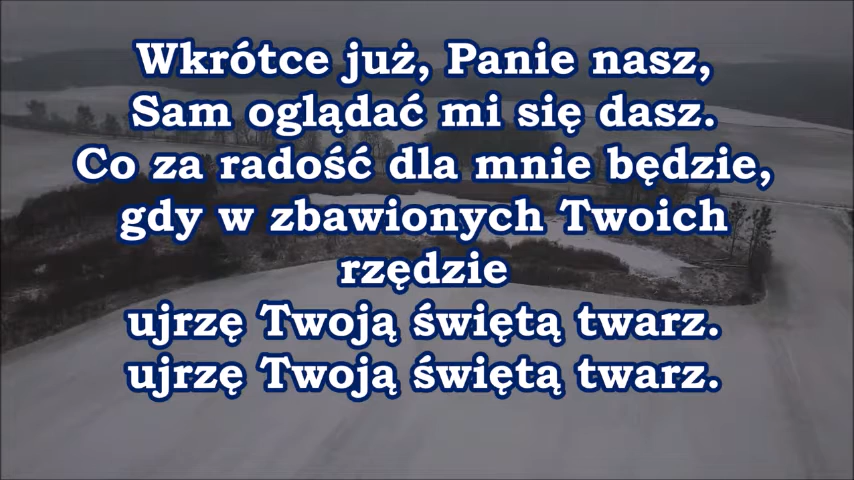 Wkrótce już, Panie nasz,
Sam oglądać mi się dasz.
Co za radość dla mnie będzie,
gdy w zbawionych Twoich
rzędzie
ujrzę Twoją świętą twarz.
ujrzę Twoją świętą twarz.